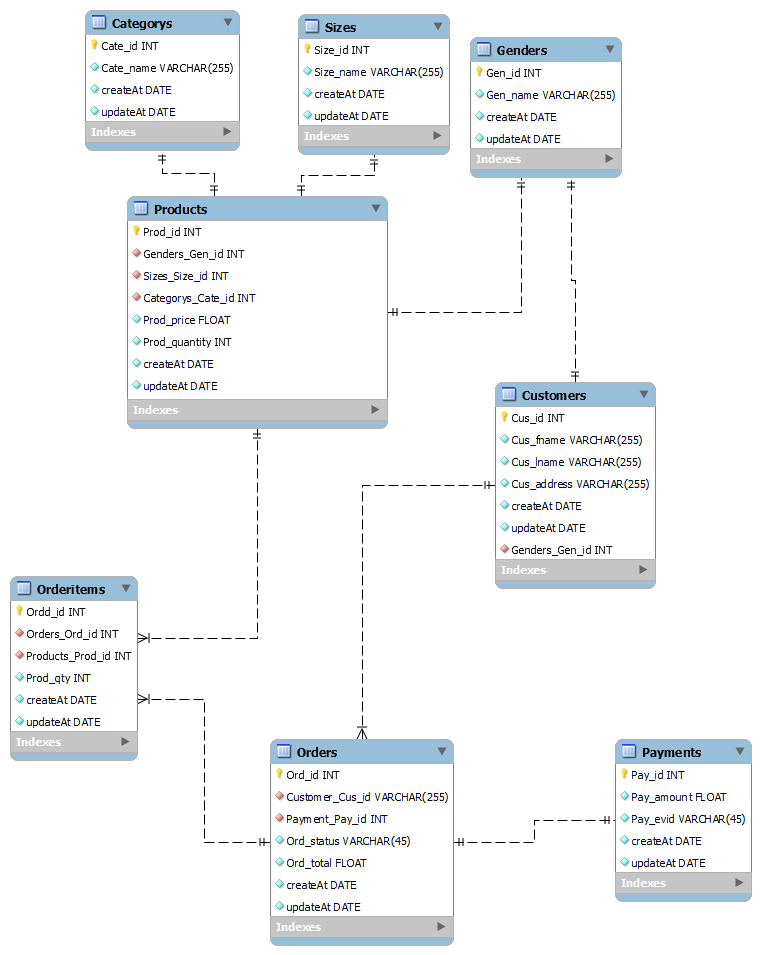 Categorys
Cate_id INT
Cate_name VARCHAR(255)
createAt DATE
updateAt DATE
Indexes
Sizes
Size_id INT
Size_name VARCHAR(255)
createAt DATE
updateAt DATE
Indexes
Genders
Gen_id INT
Gen_name VARCHAR(255)
createAt DATE
updateAt DATE
Indexes
Products
Prod_id INT
Genders_Gen_id INT
Sizes_Size_id INT
Categorys_Cate_id INT
Prod_price FLOAT
Prod_quantity INT
createAt DATE
updateAt DATE
Indexes
Customers
Cus_id INT
Cus_fname VARCHAR(255)
Cus_lname VARCHAR(255)
Cus_address VARCHAR(255)
createAt DATE
updateAt DATE
Genders_Gen_id INT
Indexes
Orderitems
Ordd_id INT
Orders_Ord_id INT
Products_Prod_id INT
Prod_qty INT
createAt DATE
updateAt DATE
Indexes
Orders
Ord_id INT
Customer_Cus_id VARCHAR(255)
Payment_Pay_id INT
Ord_status VARCHAR(45)
Ord_total FLOAT
createAt DATE
updateAt DATE
Indexes
Payments
Pay_id INT
Pay_amount FLOAT
Pay_evid VARCHAR(45)
createAt DATE
updateAt DATE
Indexes